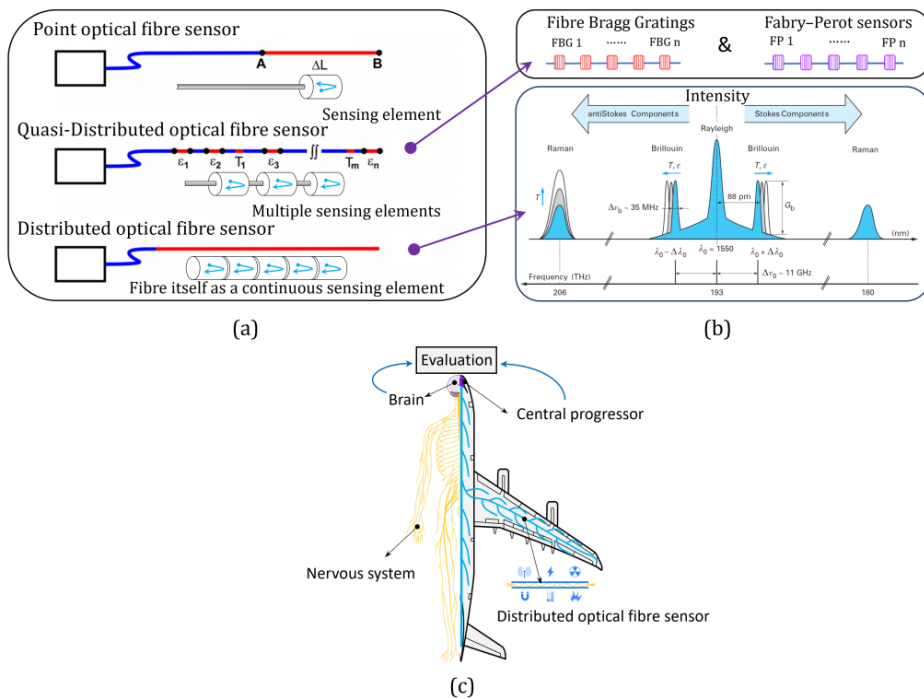 Point optical fibre sensor
A
ΔL
B
Sensing element
Quasi-Distributed optical fibre sensor
ε1 ε2 T1 ε3 ∬ Tm εn
Multiple sensing elements
Distributed optical fibre sensor
Fibre itself as a continuous sensing element
(a)
Fibre Bragg Gratings
FBG 1 ...... FBG n
&
Fabry–Perot sensors
FP 1 ...... FP n
Intensity
antiStokes Components
Stokes Components
Rayleigh
Raman
Brillouin
Brillouin
Raman
T, ε
T, ε
T
88 pm
Δνb ~ 35 MHz
Gb
(nm)
λ0 − Δλ0
λ0 = 1550
λ0 + Δλ0
Δν0 ~ 11 GHz
Frequency (THz)
206
193
180
(b)
Evaluation
Brain
Central progressor
Nervous system
Distributed optical fibre sensor
(c)